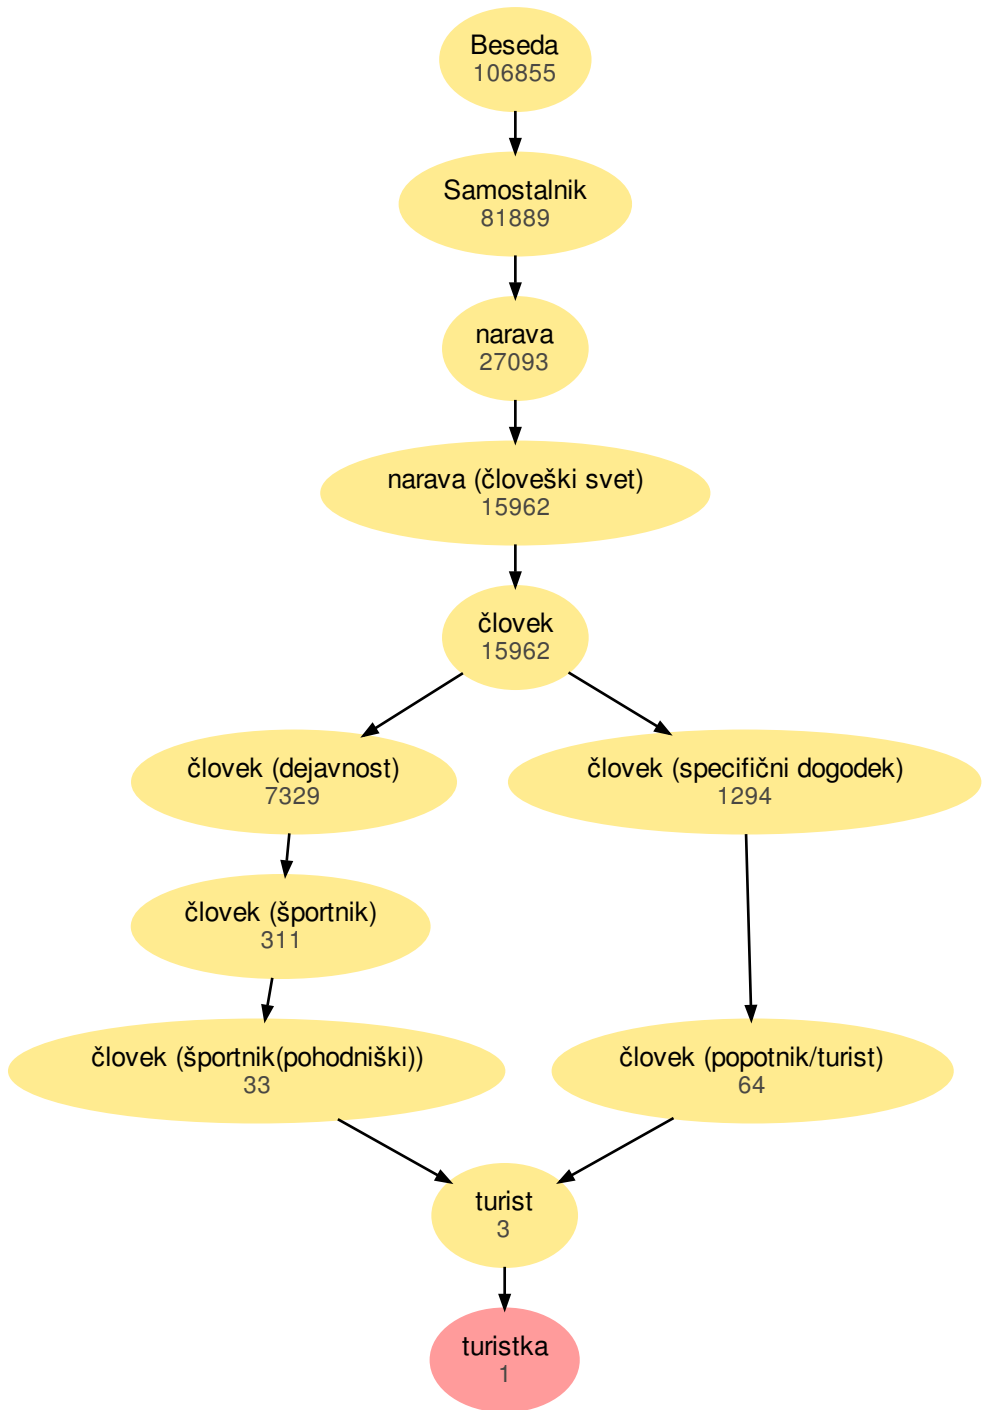 Beseda
106855
Samostalnik
81889
narava
27093
narava (človeški svet)
15962
človek
15962
človek (dejavnost)
7329
človek (specifični dogodek)
1294
človek (športnik)
311
človek (športnik(pohodniški))
33
človek (popotnik/turist)
64
turist
3
turistka
1